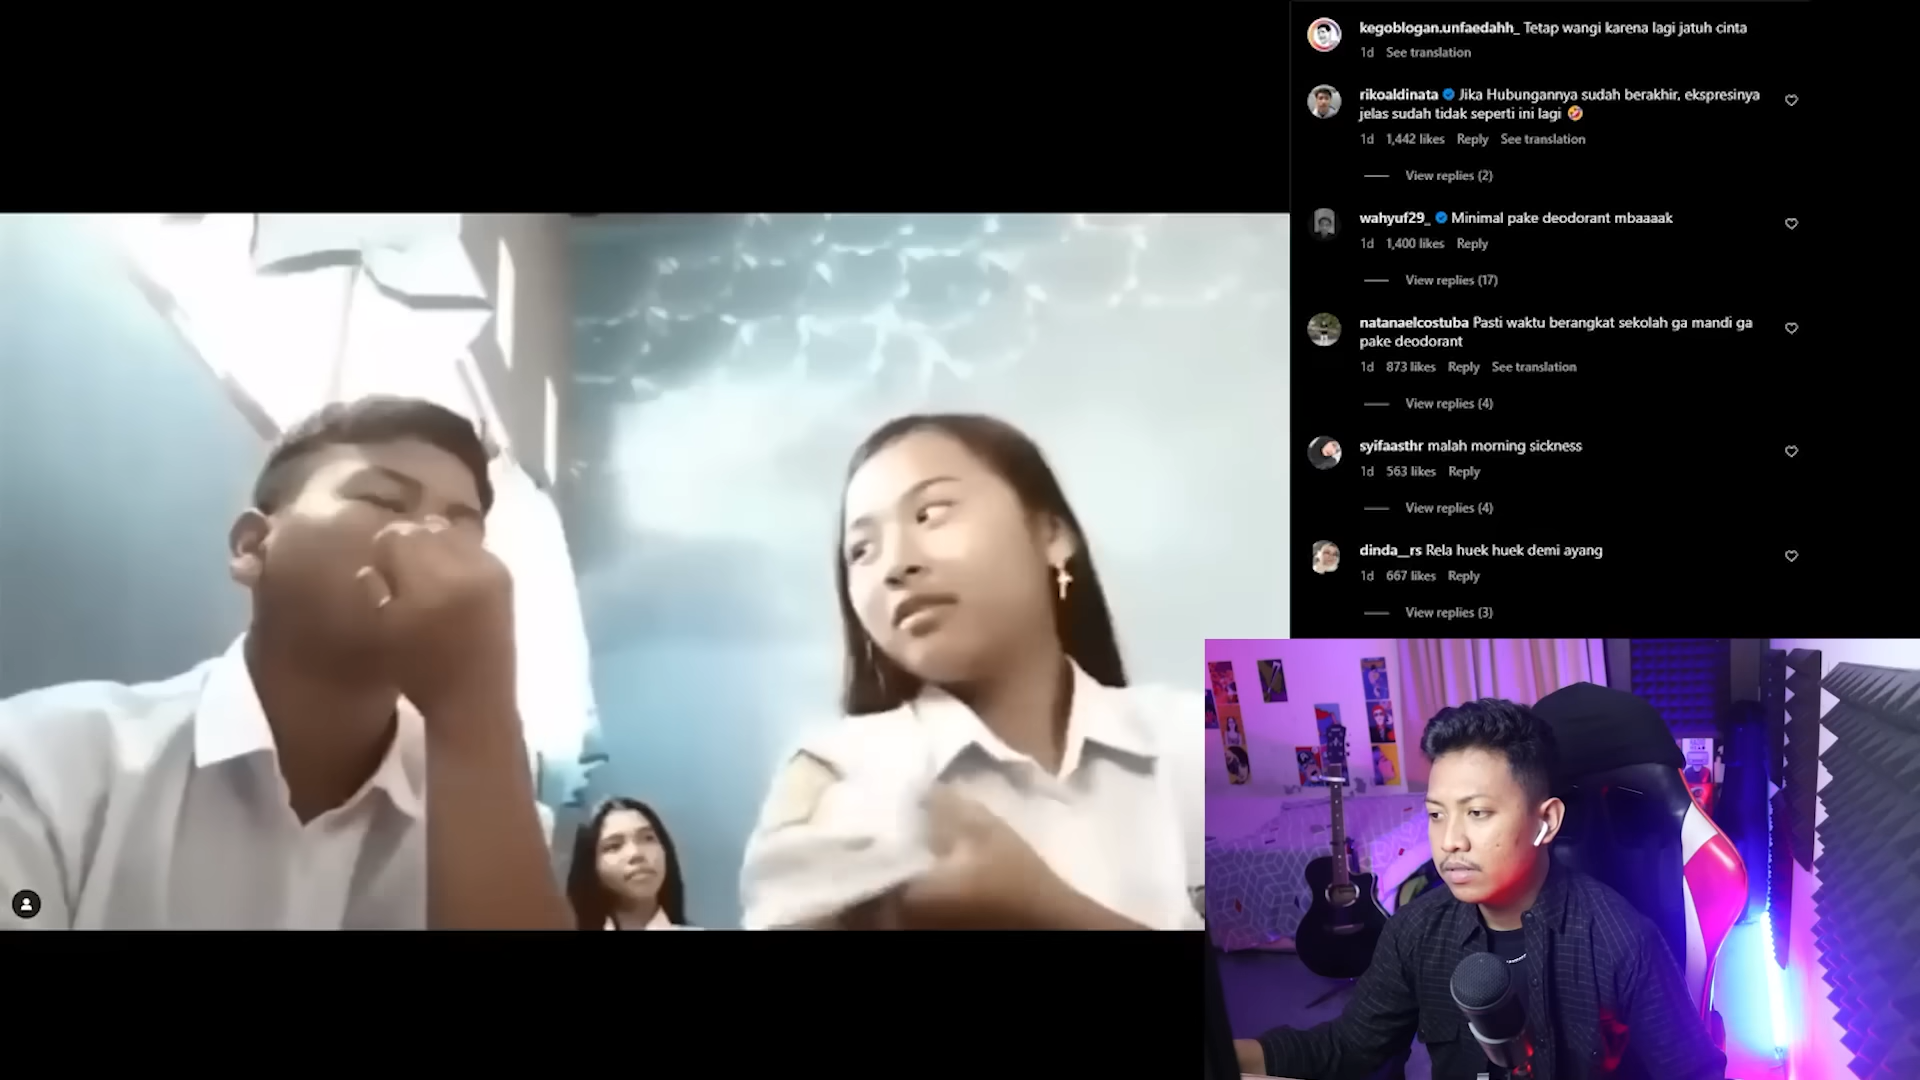 kegoblogan.unfaedahh_ Tetap wangi karena lagi jatuh cinta
1d See translation
rikoaldinata Jika Hubungannya sudah berakhir, ekspresinya
jelas sudah tidak seperti ini lagi 🤣
1d 1,442 likes Reply See translation
View replies (2)
wahyuf29_ Minimal pake deodorant mbaaaak
1d 1,400 likes Reply
View replies (17)
natanaelcostuba Pasti waktu berangkat sekolah ga mandi ga
pake deodorant
1d 873 likes Reply See translation
View replies (4)
syifaasthr malah morning sickness
1d 563 likes Reply
View replies (4)
dinda__rs Rela huek huek demi ayang
1d 667 likes Reply
View replies (3)